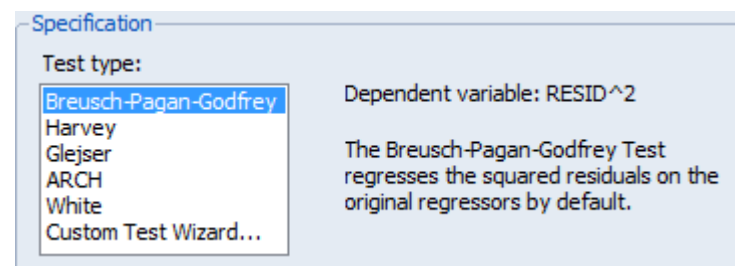 Specification
Test type:
Breusch-Pagan-Godfrey
Harvey
Glejser
ARCH
White
Custom Test Wizard...
Dependent variable: RESID^2
The Breusch-Pagan-Godfrey Test
regresses the squared residuals on the
original regressors by default.